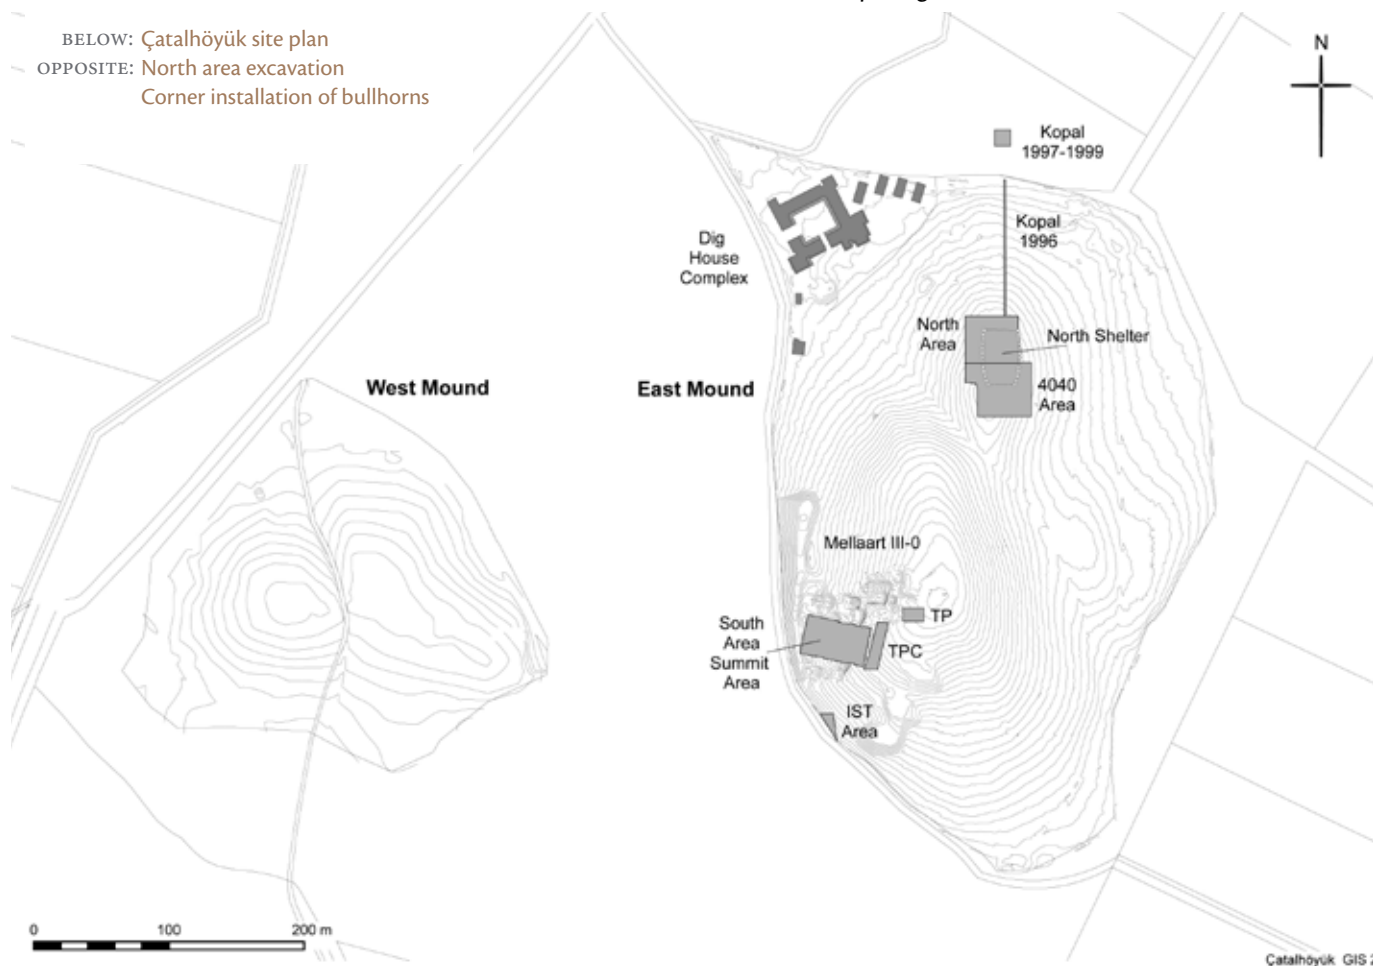 BELOW: Çatalhöyük site plan
OPPOSITE: North area excavation
Corner installation of bullhorns
N
Kopal
1997-1999
Kopal
1996
Dig
House
Complex
North
Area
North Shelter
4040
Area
West Mound
East Mound
Mellaart III-0
TP
South
Area
Summit
Area
TPC
IST
Area
0 100 200 m
Çatalhöyük GIS